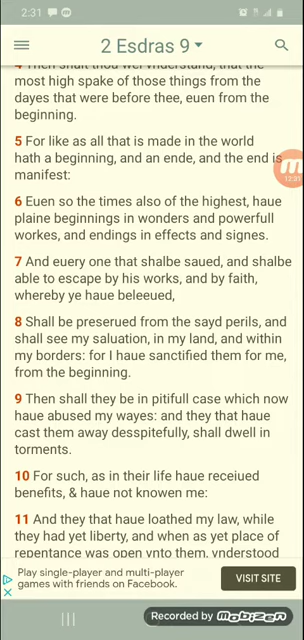 2:31
2 Esdras 9
4 Then shalt thou wel vnderstand, that the
most high spake of those things from the
dayes that were before thee, euen from the
beginning.
5 For like as all that is made in the world
hath a beginning, and an ende, and the end is
manifest:
6 Euen so the times also of the highest, haue
plaine beginnings in wonders and powerfull
workes, and endings in effects and signes.
7 And euery one that shalbe saued, and shalbe
able to escape by his works, and by faith,
whereby ye haue beleeued,
8 Shall be preserued from the sayd perils, and
shall see my saluation, in my land, and within
my borders: for I haue sanctified them for me,
from the beginning.
9 Then shall they be in pitifull case which now
haue abused my wayes: and they that haue
cast them away desspitefully, shall dwell in
torments.
10 For such, as in their life haue receiued
benefits, & haue not knowen me:
11 And they that haue loathed my law, while
they had yet liberty, and when as yet place of
repentance was open vnto them, vnderstood
Play single-player and multi-player
games with friends on Facebook.
VISIT SITE
Recorded by Mobizen